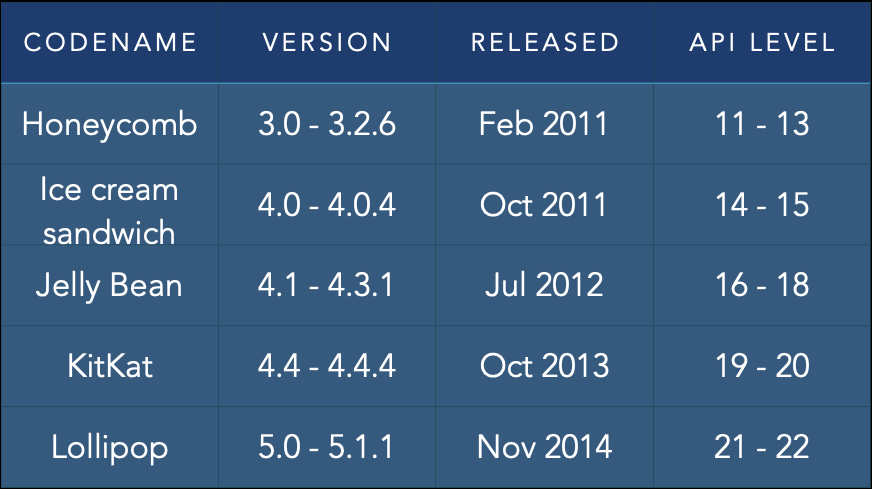 CODENAME VERSION RELEASED API LEVEL
Honeycomb 3.0 - 3.2.6 Feb 2011 11 - 13
Ice cream
sandwich 4.0 - 4.0.4 Oct 2011 14 - 15
Jelly Bean 4.1 - 4.3.1 Jul 2012 16 - 18
KitKat 4.4 - 4.4.4 Oct 2013 19 - 20
Lollipop 5.0 - 5.1.1 Nov 2014 21 - 22